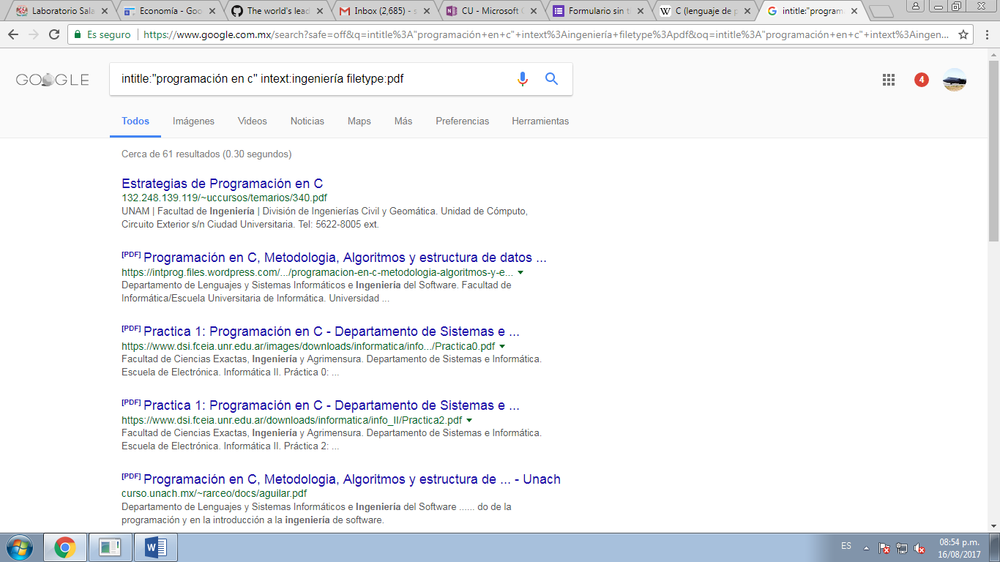 Laboratorio Sala
Economía - Goo
The world's lead
Inbox (2,685) - s
CU - Microsoft O
Formulario sin t
W C (lenguaje de p
G intitle:"program
Es seguro https://www.google.com.mx/search?safe=off&q=intitle%3A"programación+en+c"+intext%3Aingeniería+filetype%3Apdf&oq=intitle%3A"programación+en+c"+intext%3Aingen...
GOOGLE
intitle:"programación en c" intext:ingeniería filetype:pdf
4
Todos Imágenes Videos Noticias Maps Más Preferencias Herramientas
Cerca de 61 resultados (0.30 segundos)
Estrategias de Programación en C
132.248.139.119/~uccursos/temarios/340.pdf
UNAM | Facultad de Ingeniería | División de Ingenierías Civil y Geomática. Unidad de Cómputo,
Circuito Exterior s/n Ciudad Universitaria. Tel: 5622-8005 ext.
[PDF] Programación en C, Metodologia, Algoritmos y estructura de datos ...
https://intprog.files.wordpress.com/.../programacion-en-c-metodologia-algoritmos-y-e...
Departamento de Lenguajes y Sistemas Informáticos e Ingeniería del Software. Facultad de
Informática/Escuela Universitaria de Informática. Universidad ...
[PDF] Practica 1: Programación en C - Departamento de Sistemas e ...
https://www.dsi.fceia.unr.edu.ar/images/downloads/informatica/info.../Practica0.pdf
Facultad de Ciencias Exactas, Ingeniería y Agrimensura. Departamento de Sistemas e Informática.
Escuela de Electrónica. Informática II. Práctica 0: ...
[PDF] Practica 1: Programación en C - Departamento de Sistemas e ...
https://www.dsi.fceia.unr.edu.ar/downloads/informatica/info_II/Practica2.pdf
Facultad de Ciencias Exactas, Ingeniería y Agrimensura. Departamento de Sistemas e Informática.
Escuela de Electrónica. Informática II. Práctica 2: ...
[PDF] Programación en C, Metodologia, Algoritmos y estructura de ... - Unach
curso.unach.mx/~rarceo/docs/aguilar.pdf
Departamento de Lenguajes y Sistemas Informáticos e Ingeniería del Software ...... do de la
programación y en la introducción a la ingeniería de software.
ES
08:54 p.m.
16/08/2017